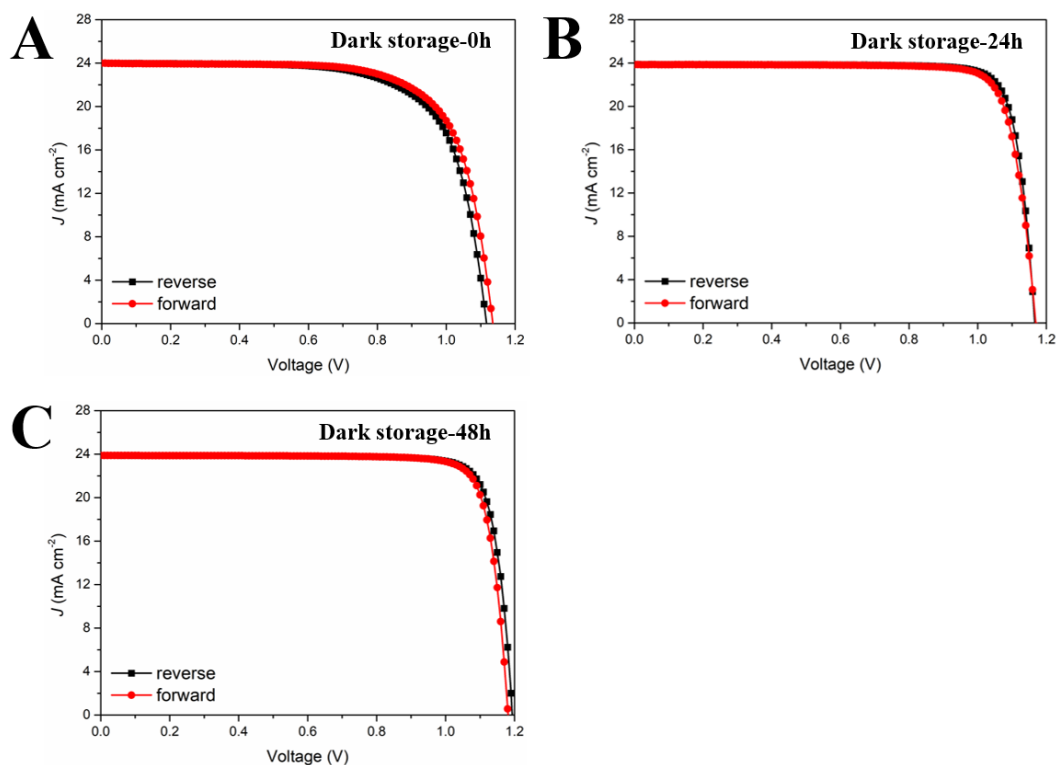 A
Dark storage-0h
28
24
20
16
12
8
4
0
J (mA cm⁻²)
reverse
forward
0.0 0.2 0.4 0.6 0.8 1.0 1.2
Voltage (V)
B
Dark storage-24h
28
24
20
16
12
8
4
0
J (mA cm⁻²)
reverse
forward
0.0 0.2 0.4 0.6 0.8 1.0 1.2
Voltage (V)
C
Dark storage-48h
28
24
20
16
12
8
4
0
J (mA cm⁻²)
reverse
forward
0.0 0.2 0.4 0.6 0.8 1.0 1.2
Voltage (V)